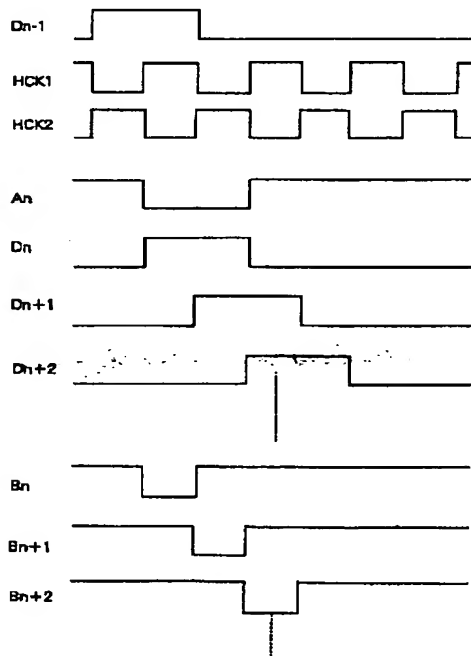 Dn-1
HCK1
HCK2
An
Dn
Dn+1
Dn+2
Bn
Bn+1
Bn+2